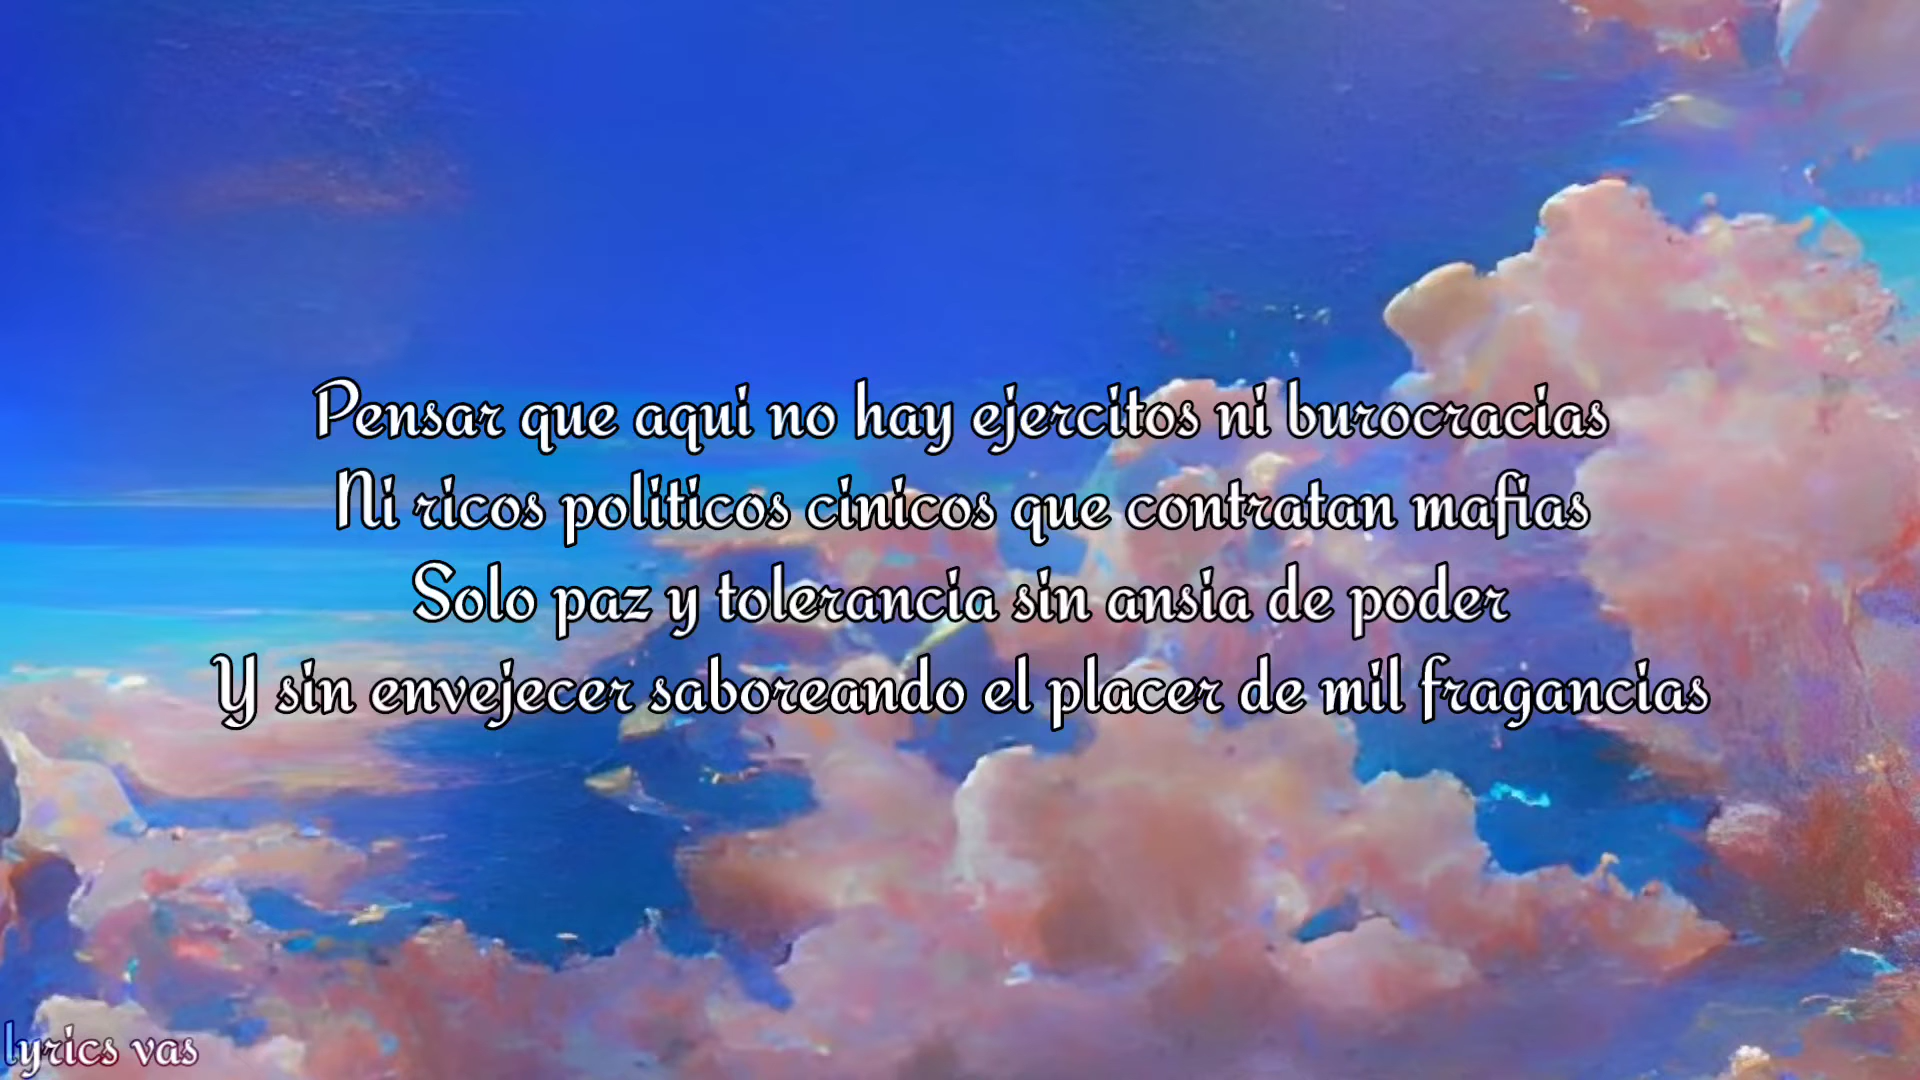 Pensar que aqui no hay ejercitos ni burocracias
Ni ricos politicos cinicos que contratan mafias
Solo paz y tolerancia sin ansia de poder
Y sin envejecer saboreando el placer de mil fragancias
lyrics vas